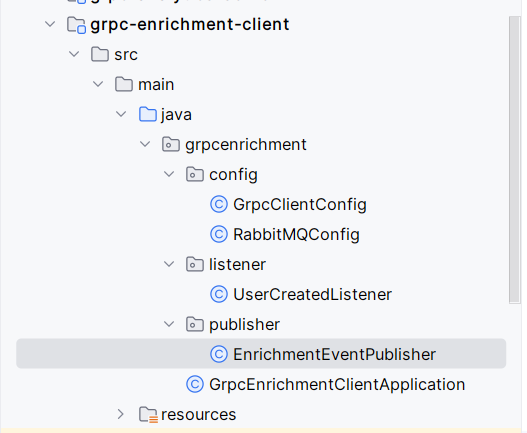 grpc-enrichment-client
src
main
java
grpcenrichment
config
GrpcClientConfig
RabbitMQConfig
listener
UserCreatedListener
publisher
EnrichmentEventPublisher
GrpcEnrichmentClientApplication
resources